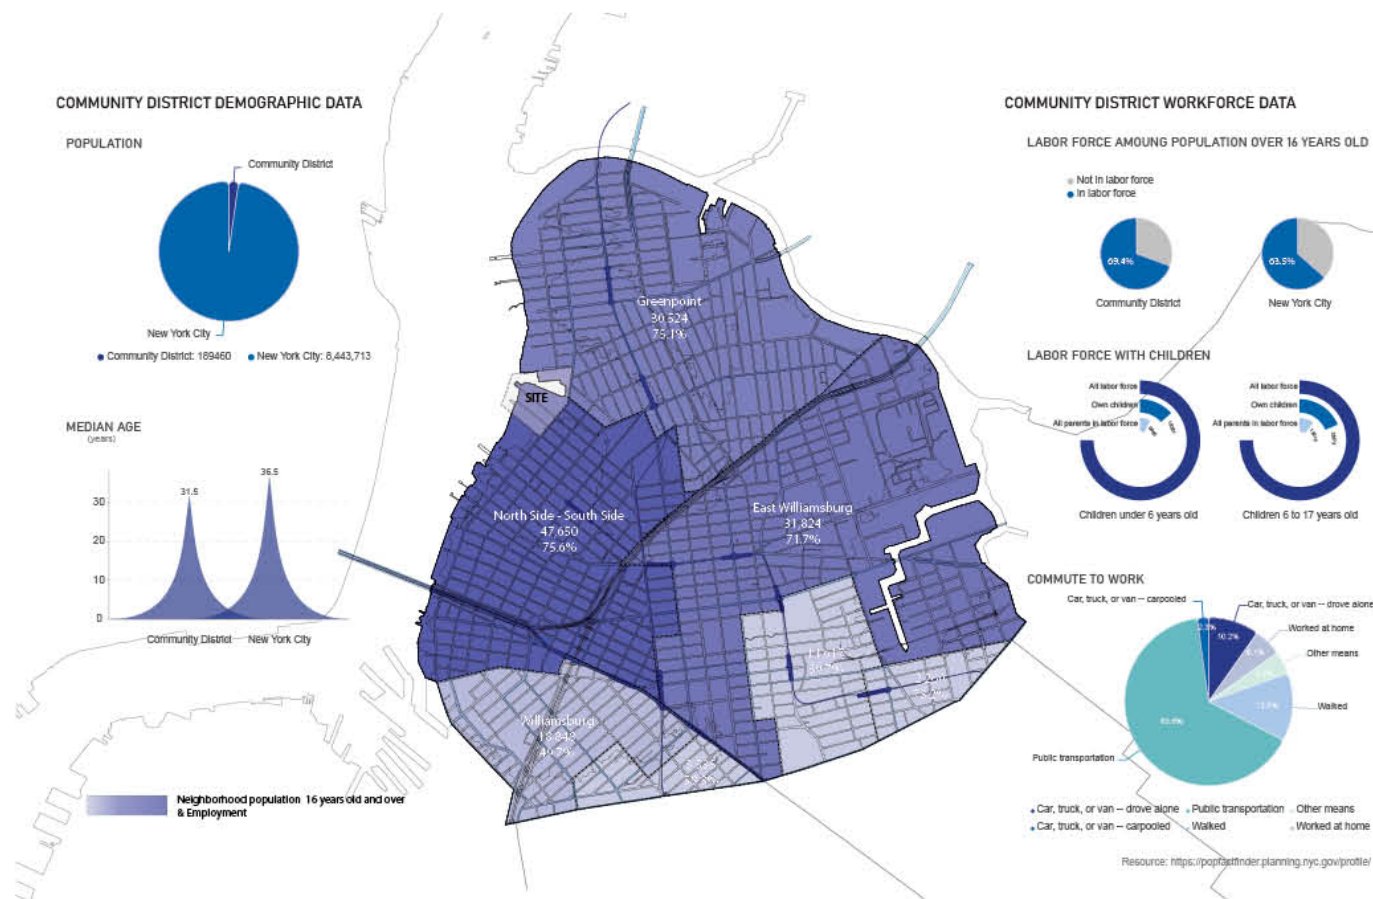 COMMUNITY DISTRICT DEMOGRAPHIC DATA
POPULATION
Community District
New York City
Community District: 189460
New York City: 8,443,713
MEDIAN AGE
(years)
31.5
36.5
30
20
10
0
Community District
New York City
Neighborhood population 16 years old and over
& Employment
Greenpoint
30,524
75.1%
SITE
North Side - South Side
47,650
75.6%
East Williamsburg
31,824
71.7%
Williamsburg
18,848
49.7%
COMMUNITY DISTRICT WORKFORCE DATA
LABOR FORCE AMOUNG POPULATION OVER 16 YEARS OLD
Not in labor force
In labor force
69.4%
63.5%
Community District
New York City
LABOR FORCE WITH CHILDREN
All labor force
Own children
All parents in labor force
All labor force
Own children
All parents in labor force
Children under 6 years old
Children 6 to 17 years old
COMMUTE TO WORK
Car, truck, or van -- carpooled
Car, truck, or van -- drove alone
10.2%
Worked at home
Other means
Walked
Public transportation
Car, truck, or van -- drove alone
Public transportation
Other means
Car, truck, or van -- carpooled
Walked
Worked at home
Resource: https://popfactfinder.planning.nyc.gov/profile/